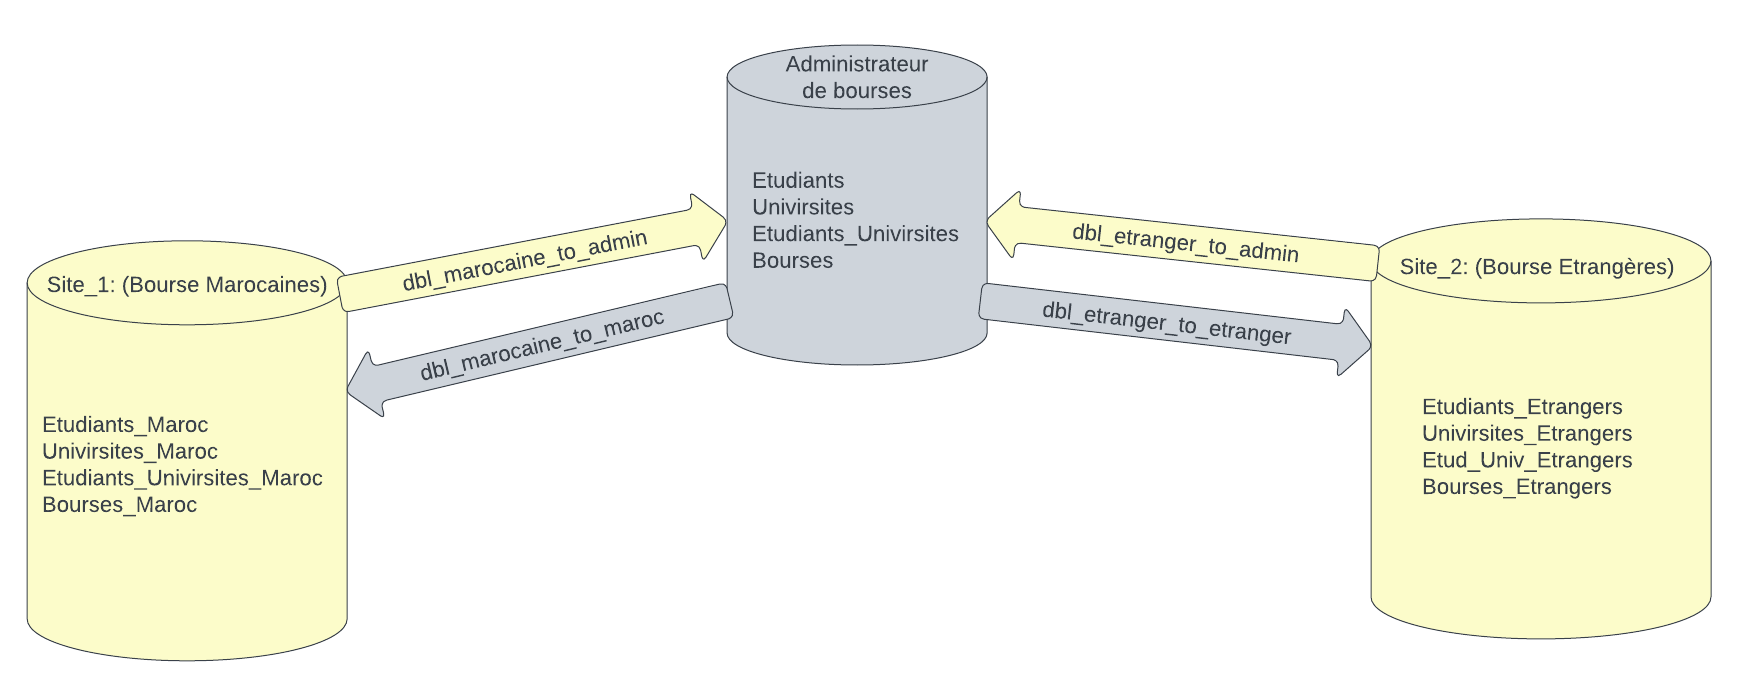 Administrateur
de bourses
Etudiants
Univirsites
Etudiants_Univirsites
Bourses
dbl_marocaine_to_admin
dbl_marocaine_to_maroc
dbl_etranger_to_admin
dbl_etranger_to_etranger
Site_1: (Bourse Marocaines)
Etudiants_Maroc
Univirsites_Maroc
Etudiants_Univirsites_Maroc
Bourses_Maroc
Site_2: (Bourse Etrangères)
Etudiants_Etrangers
Univirsites_Etrangers
Etud_Univ_Etrangers
Bourses_Etrangers